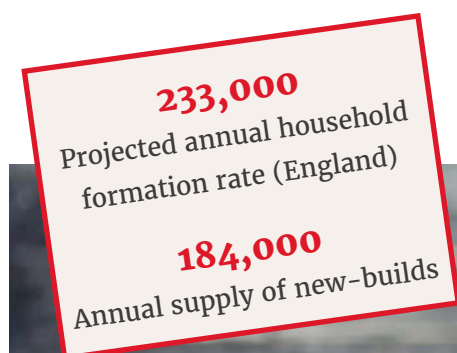 233,000
Projected annual household
formation rate (England)
184,000
Annual supply of new-builds